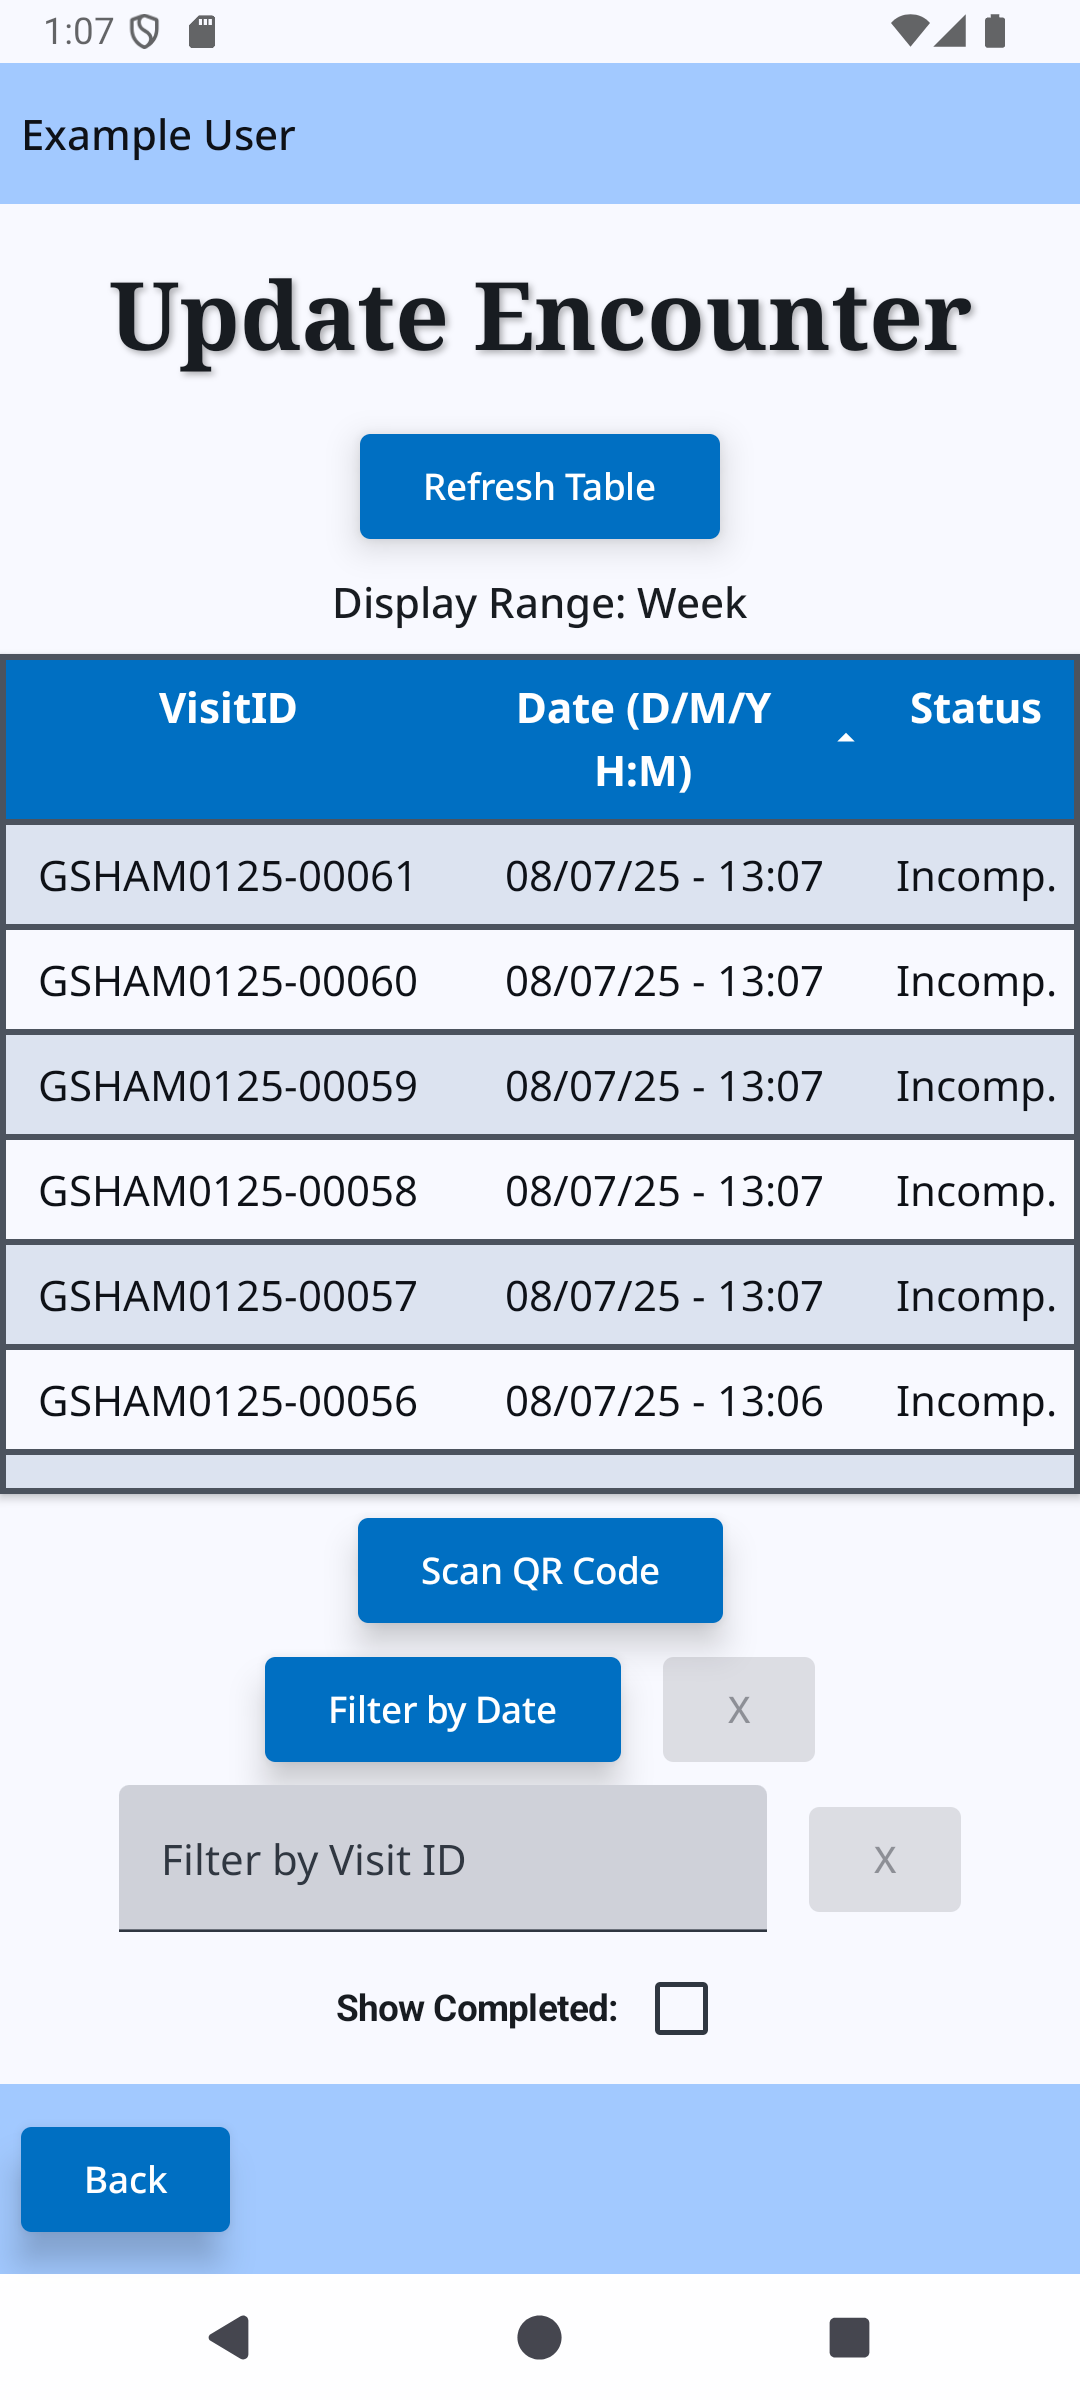 1:07
Example User
Update Encounter
Refresh Table
Display Range: Week
VisitID Date (D/M/Y H:M) Status
GSHAM0125-00061 08/07/25 - 13:07 Incomp.
GSHAM0125-00060 08/07/25 - 13:07 Incomp.
GSHAM0125-00059 08/07/25 - 13:07 Incomp.
GSHAM0125-00058 08/07/25 - 13:07 Incomp.
GSHAM0125-00057 08/07/25 - 13:07 Incomp.
GSHAM0125-00056 08/07/25 - 13:06 Incomp.
Scan QR Code
Filter by Date X
Filter by Visit ID X
Show Completed:
Back